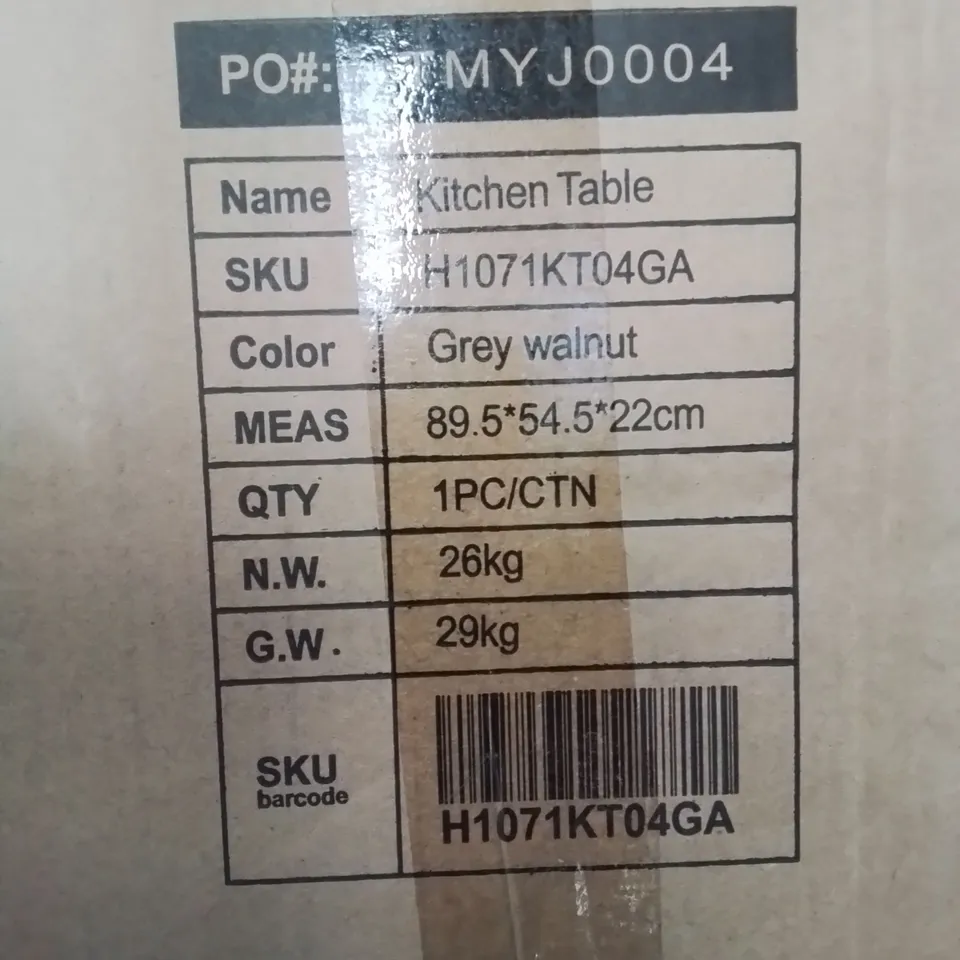 PO#: TMYJ0004
Name Kitchen Table
SKU H1071KT04GA
Color Grey walnut
MEAS 89.5*54.5*22cm
QTY 1PC/CTN
N.W. 26kg
G.W. 29kg
SKU
barcode
H1071KT04GA